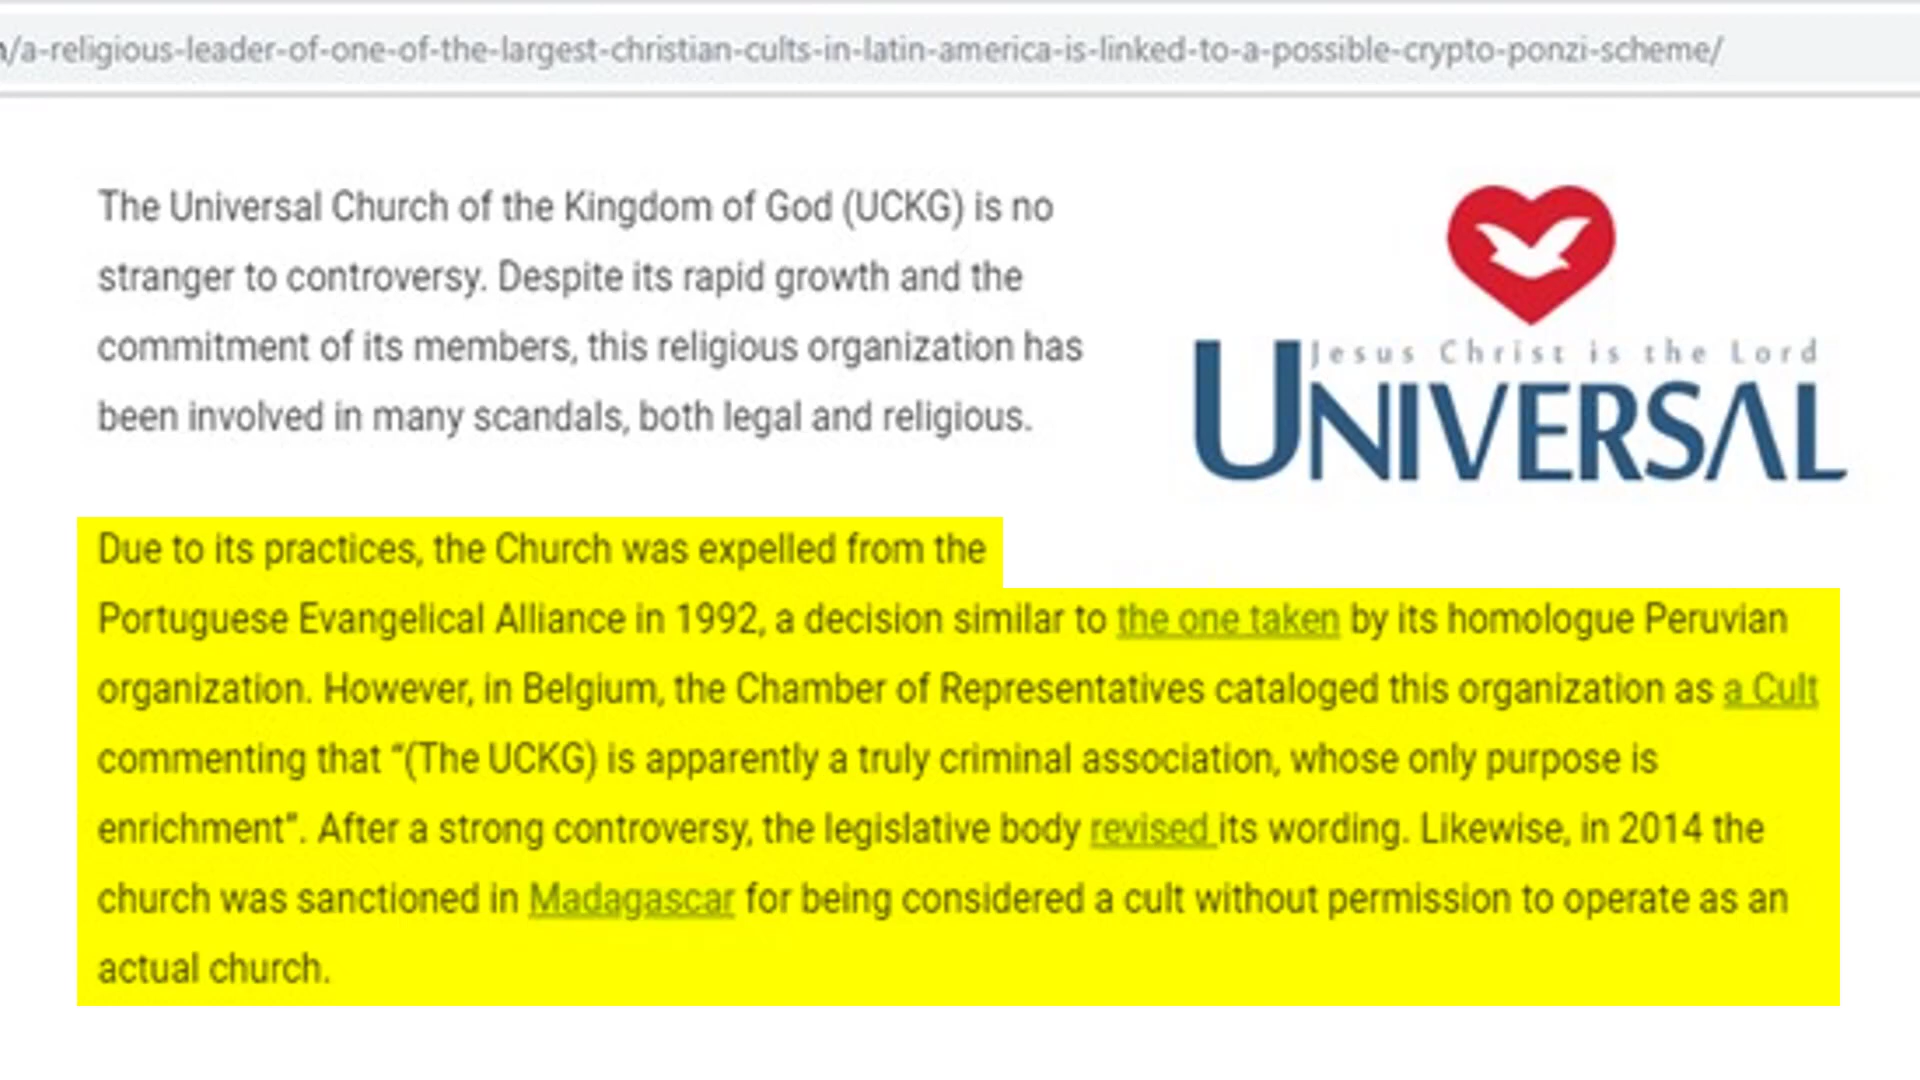 /a-religious-leader-of-one-of-the-largest-christian-cults-in-latin-america-is-linked-to-a-possible-crypto-ponzi-scheme/
The Universal Church of the Kingdom of God (UCKG) is no
stranger to controversy. Despite its rapid growth and the
commitment of its members, this religious organization has
been involved in many scandals, both legal and religious.
Jesus Christ is the Lord
UNIVERSAL
Due to its practices, the Church was expelled from the
Portuguese Evangelical Alliance in 1992, a decision similar to the one taken by its homologue Peruvian
organization. However, in Belgium, the Chamber of Representatives cataloged this organization as a Cult
commenting that “(The UCKG) is apparently a truly criminal association, whose only purpose is
enrichment”. After a strong controversy, the legislative body revised its wording. Likewise, in 2014 the
church was sanctioned in Madagascar for being considered a cult without permission to operate as an
actual church.